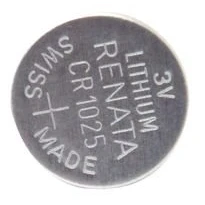 3V
LITHIUM
RENATA
CR1025
+
SWISS MADE